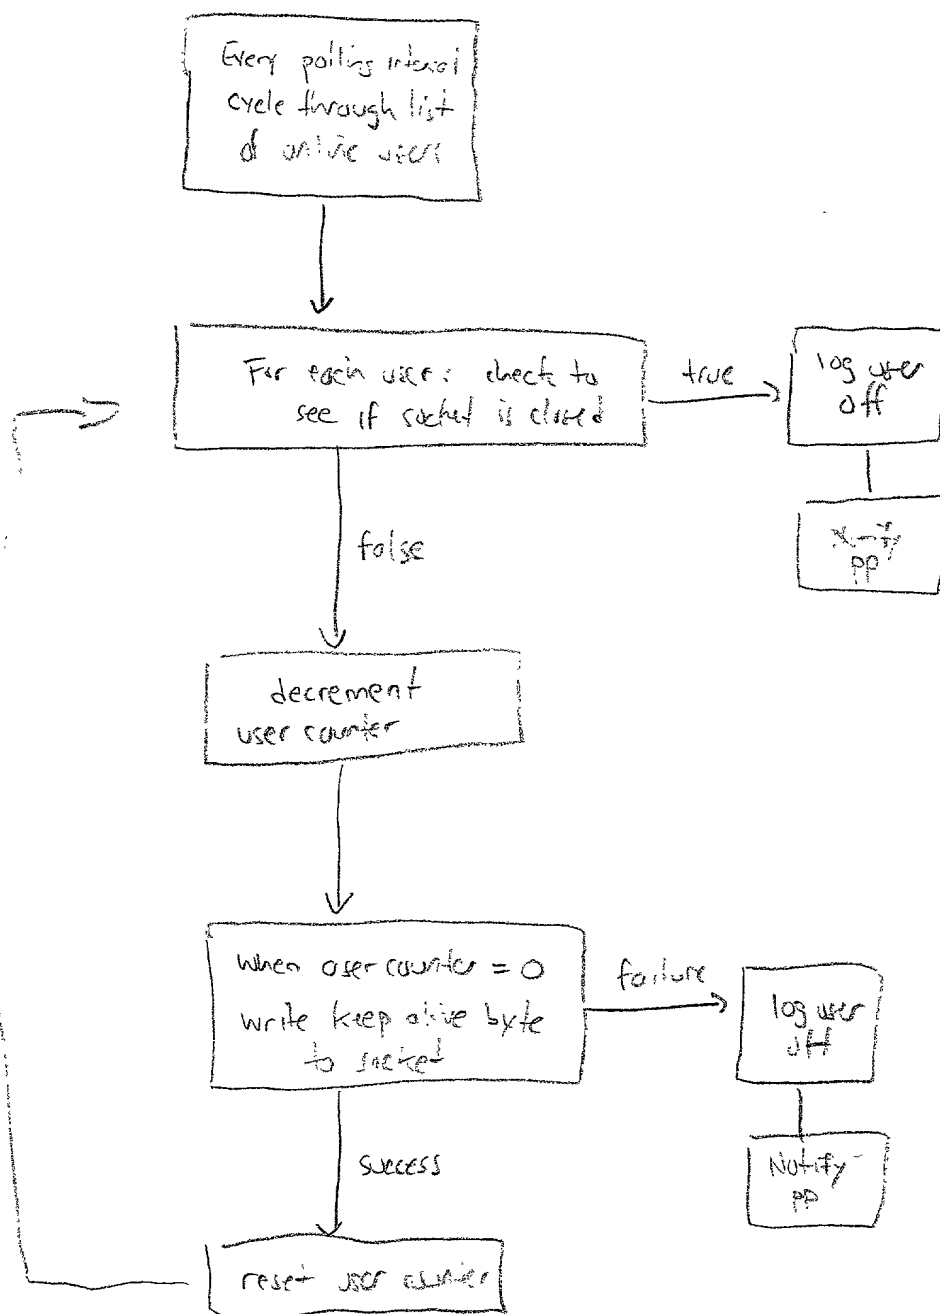 Every polling interval
cycle through list
of online users
For each user: check to
see if socket is closed
true
log user
off
pp
false
decrement
user counter
when user counter = 0
write keep alive byte
to socket
failure
log user
off
Notify
pp
success
reset user counter